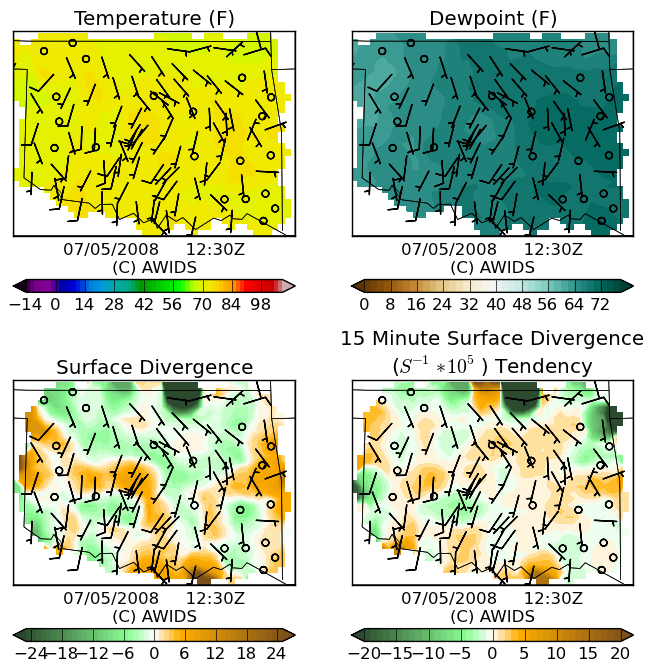 Temperature (F)
Dewpoint (F)
07/05/2008 12:30Z
(C) AWIDS
−14 0 14 28 42 56 70 84 98
07/05/2008 12:30Z
(C) AWIDS
0 8 16 24 32 40 48 56 64 72
Surface Divergence
15 Minute Surface Divergence
(S⁻¹ * 10⁵ ) Tendency
07/05/2008 12:30Z
(C) AWIDS
−24 −18 −12 −6 0 6 12 18 24
07/05/2008 12:30Z
(C) AWIDS
−20 −15 −10 −5 0 5 10 15 20